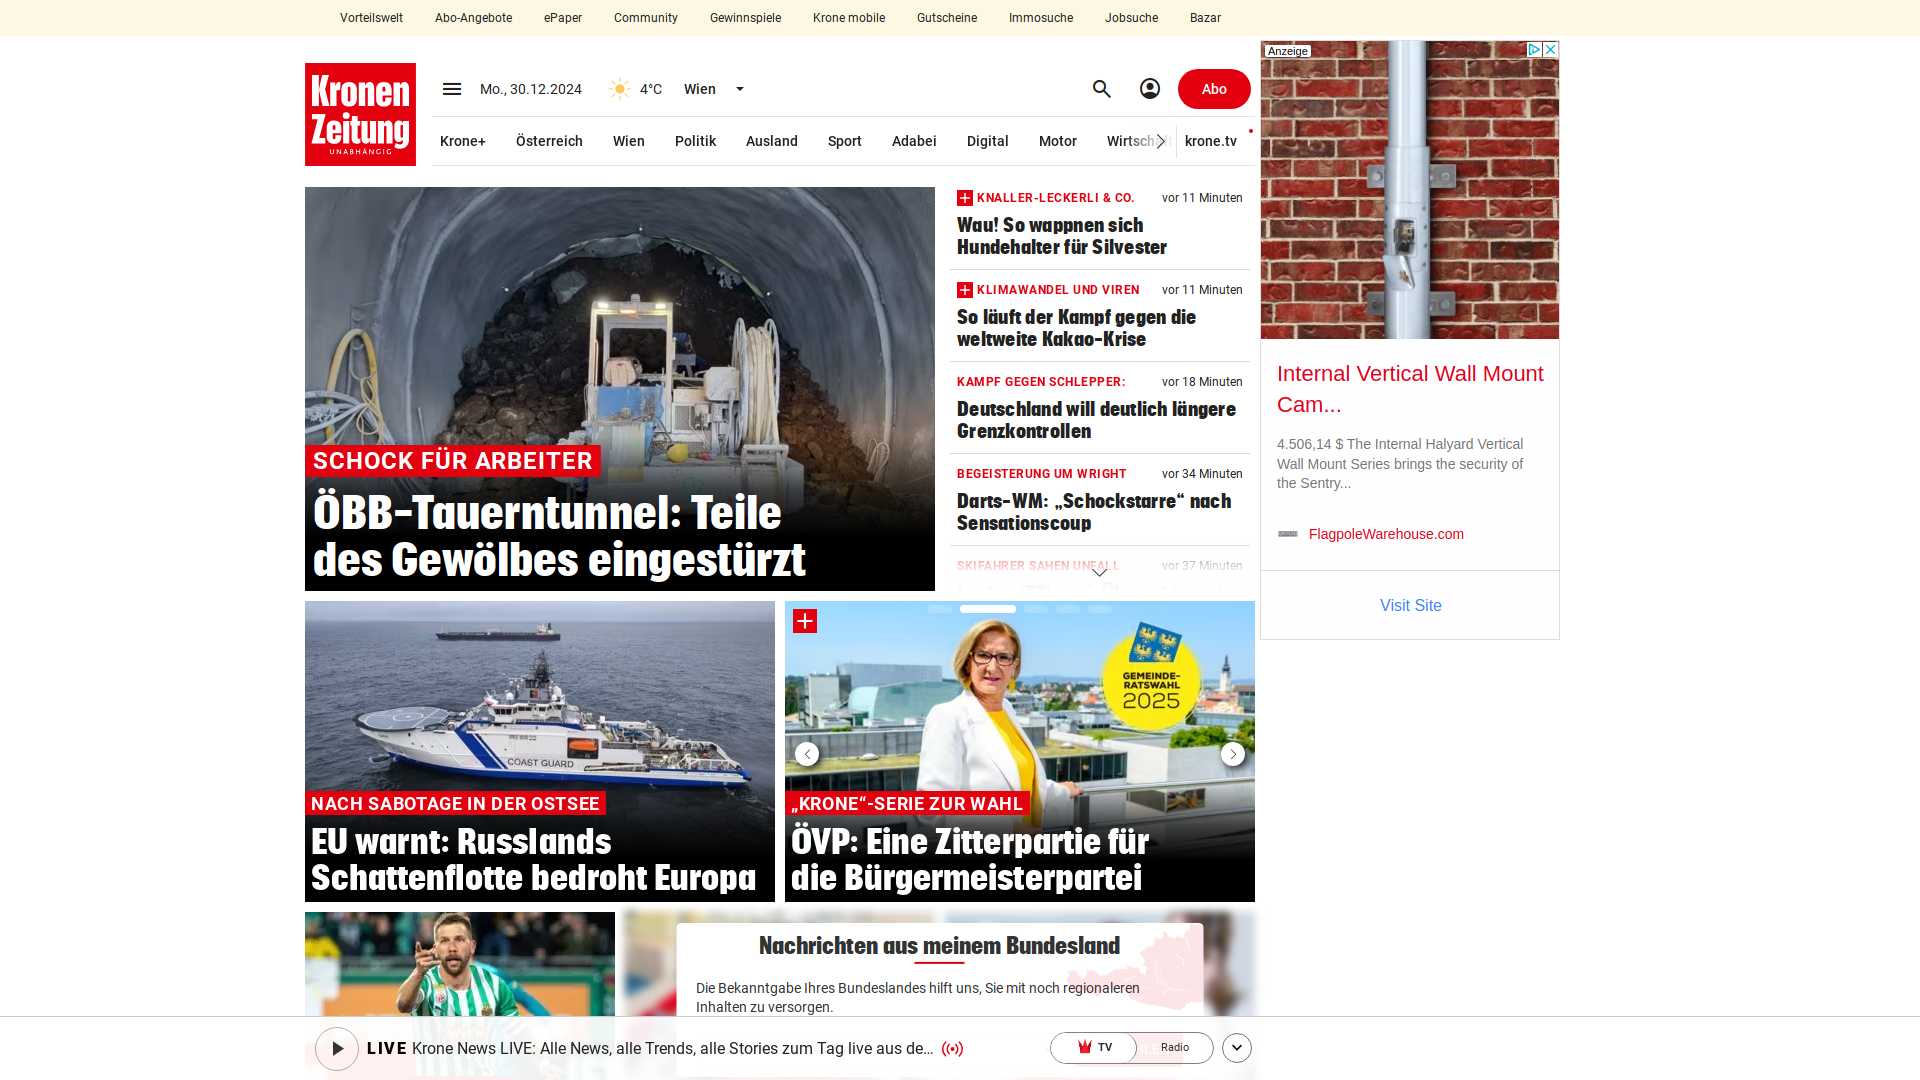 Vorteilswelt
Abo-Angebote
ePaper
Community
Gewinnspiele
Krone mobile
Gutscheine
Immosuche
Jobsuche
Bazar
Kronen
Zeitung
UNABHÄNGIG
Mo., 30.12.2024
4°C
Wien
Abo
Krone+
Österreich
Wien
Politik
Ausland
Sport
Adabei
Digital
Motor
Wirtschaft
krone.tv
SCHOCK FÜR ARBEITER
ÖBB-Tauerntunnel: Teile
des Gewölbes eingestürzt
KNALLER-LECKERLI & CO.
vor 11 Minuten
Wau! So wappnen sich
Hundehalter für Silvester
KLIMAWANDEL UND VIREN
vor 11 Minuten
So läuft der Kampf gegen die
weltweite Kakao-Krise
KAMPF GEGEN SCHLEPPER:
vor 18 Minuten
Deutschland will deutlich längere
Grenzkontrollen
BEGEISTERUNG UM WRIGHT
vor 34 Minuten
Darts-WM: „Schockstarre“ nach
Sensationscoup
SKIFAHRER SAHEN UNFALL
vor 37 Minuten
Anzeige
Internal Vertical Wall Mount
Cam...
4.506,14 $ The Internal Halyard Vertical
Wall Mount Series brings the security of
the Sentry...
FlagpoleWarehouse.com
Visit Site
COAST GUARD
NACH SABOTAGE IN DER OSTSEE
EU warnt: Russlands
Schattenflotte bedroht Europa
GEMEINDE-
RATSWAHL
2025
„KRONE“-SERIE ZUR WAHL
ÖVP: Eine Zitterpartie für
die Bürgermeisterpartei
Nachrichten aus meinem Bundesland
Die Bekanntgabe Ihres Bundeslandes hilft uns, Sie mit noch regionaleren
Inhalten zu versorgen.
LIVE Krone News LIVE: Alle News, alle Trends, alle Stories zum Tag live aus de...
TV
Radio